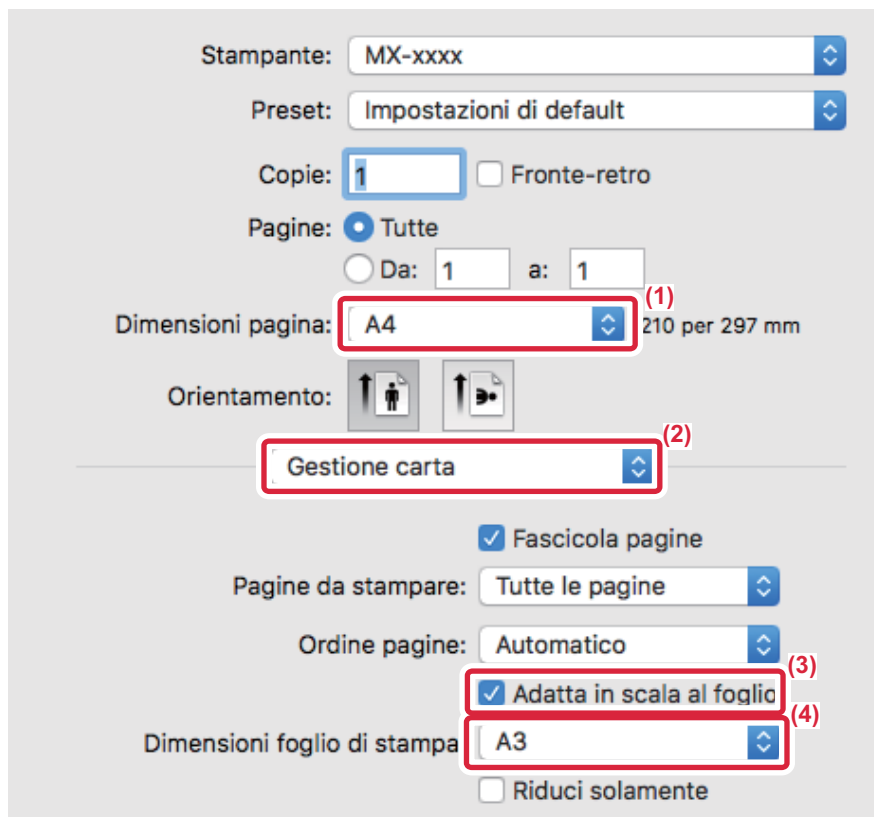 Stampante: MX-xxxx
Preset: Impostazioni di default
Copie: 1 Fronte-retro
Pagine: Tutte
Da: 1 a: 1
(1)
Dimensioni pagina: A4 210 per 297 mm
Orientamento:
(2)
Gestione carta
Fascicola pagine
Pagine da stampare: Tutte le pagine
Ordine pagine: Automatico
(3)
Adatta in scala al foglio
(4)
Dimensioni foglio di stampa A3
Riduci solamente